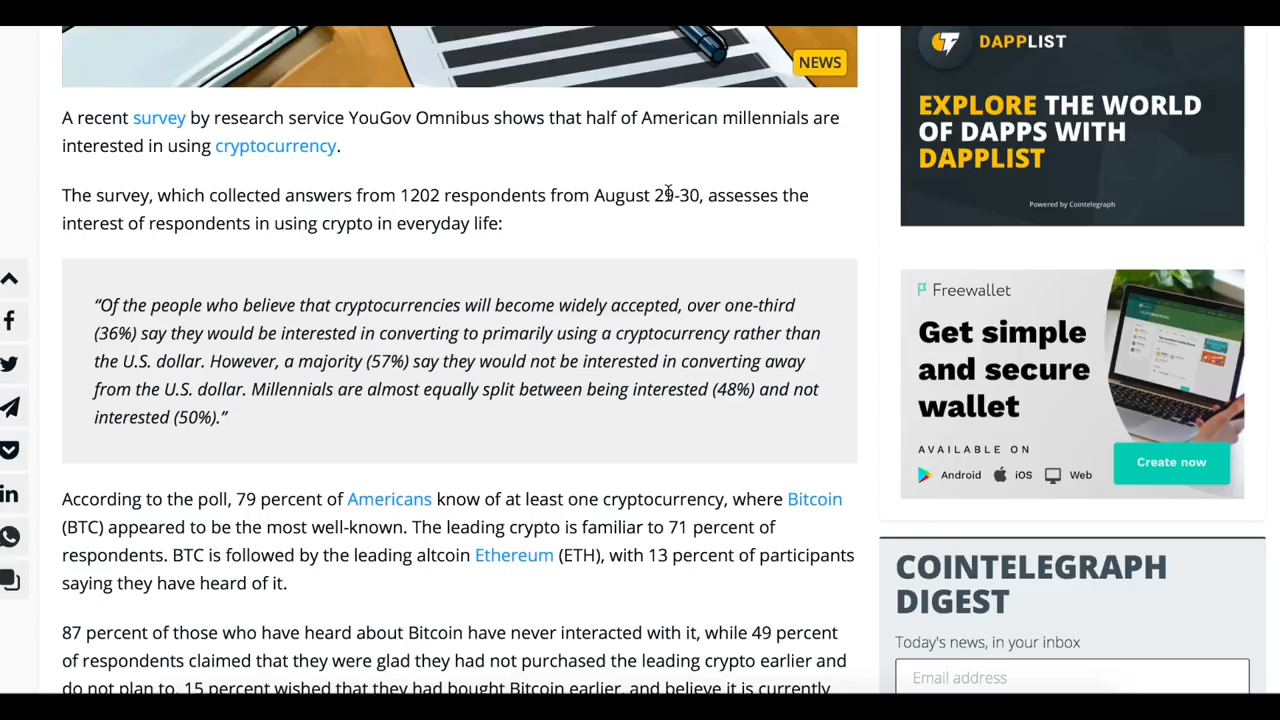 NEWS
A recent survey by research service YouGov Omnibus shows that half of American millennials are
interested in using cryptocurrency.
The survey, which collected answers from 1202 respondents from August 29-30, assesses the
interest of respondents in using crypto in everyday life:
“Of the people who believe that cryptocurrencies will become widely accepted, over one-third
(36%) say they would be interested in converting to primarily using a cryptocurrency rather than
the U.S. dollar. However, a majority (57%) say they would not be interested in converting away
from the U.S. dollar. Millennials are almost equally split between being interested (48%) and not
interested (50%).”
According to the poll, 79 percent of Americans know of at least one cryptocurrency, where Bitcoin
(BTC) appeared to be the most well-known. The leading crypto is familiar to 71 percent of
respondents. BTC is followed by the leading altcoin Ethereum (ETH), with 13 percent of participants
saying they have heard of it.
87 percent of those who have heard about Bitcoin have never interacted with it, while 49 percent
of respondents claimed that they were glad they had not purchased the leading crypto earlier and
do not plan to. 15 percent wished that they had bought Bitcoin earlier, and believe it is currently
DAPPLIST
EXPLORE THE WORLD
OF DAPPS WITH
DAPPLIST
Powered by Cointelegraph
Freewallet
Get simple
and secure
wallet
AVAILABLE ON
Android iOS Web
Create now
COINTELEGRAPH
DIGEST
Today's news, in your inbox
Email address